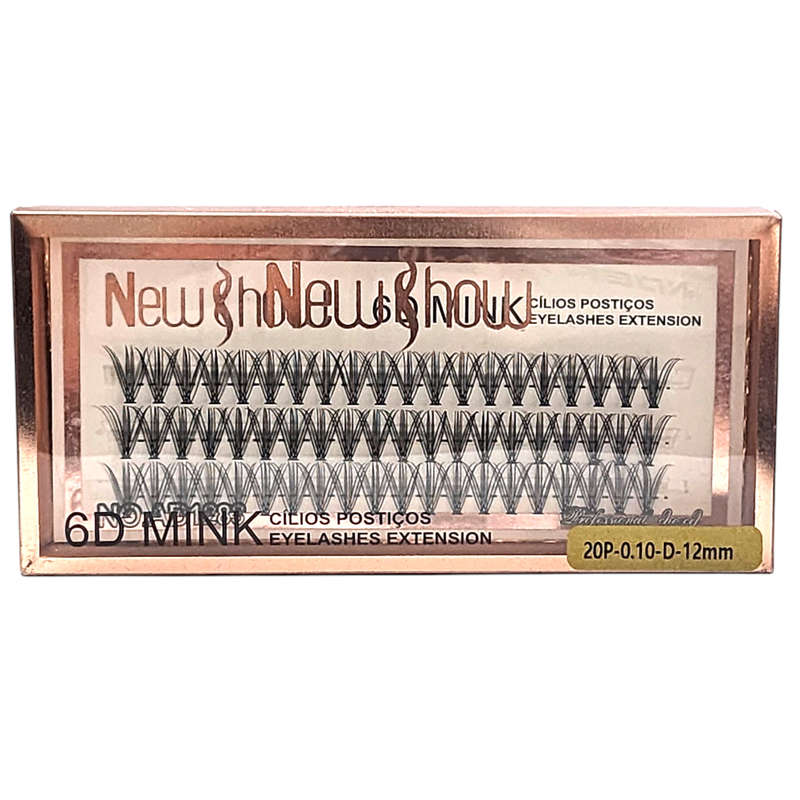 New Show New Show 6D MINK CÍLIOS POSTIÇOS
EYELASHES EXTENSION
6D MINK CÍLIOS POSTIÇOS
EYELASHES EXTENSION
20P-0.10-D-12mm